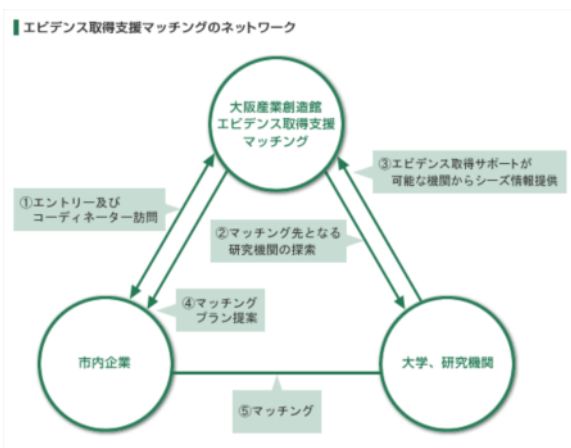 エビデンス取得支援マッチングのネットワーク
大阪産業創造館
エビデンス取得支援
マッチング
③エビデンス取得サポートが
可能な機関からシーズ情報提供
①エントリー及び
コーディネーター訪問
②マッチング先となる
研究機関の探索
④マッチング
プラン提案
市内企業
大学、研究機関
⑤マッチング